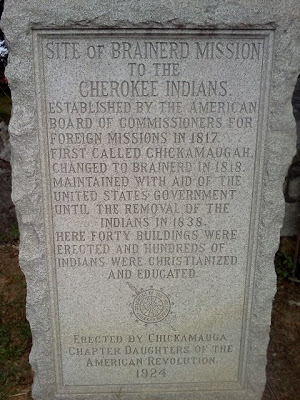 SITE OF BRAINERD MISSION
TO THE
CHEROKEE INDIANS.
ESTABLISHED BY THE AMERICAN
BOARD OF COMMISSIONERS FOR
FOREIGN MISSIONS IN 1817.
FIRST CALLED CHICKAMAUGAH.
CHANGED TO BRAINERD IN 1818.
MAINTAINED WITH AID OF THE
UNITED STATES GOVERNMENT
UNTIL THE REMOVAL OF THE
INDIANS IN 1838.
HERE FORTY BUILDINGS WERE
ERECTED AND HUNDREDS OF
INDIANS WERE CHRISTIANIZED
AND EDUCATED.
ERECTED BY CHICKAMAUGA
CHAPTER DAUGHTERS OF THE
AMERICAN REVOLUTION.
1924